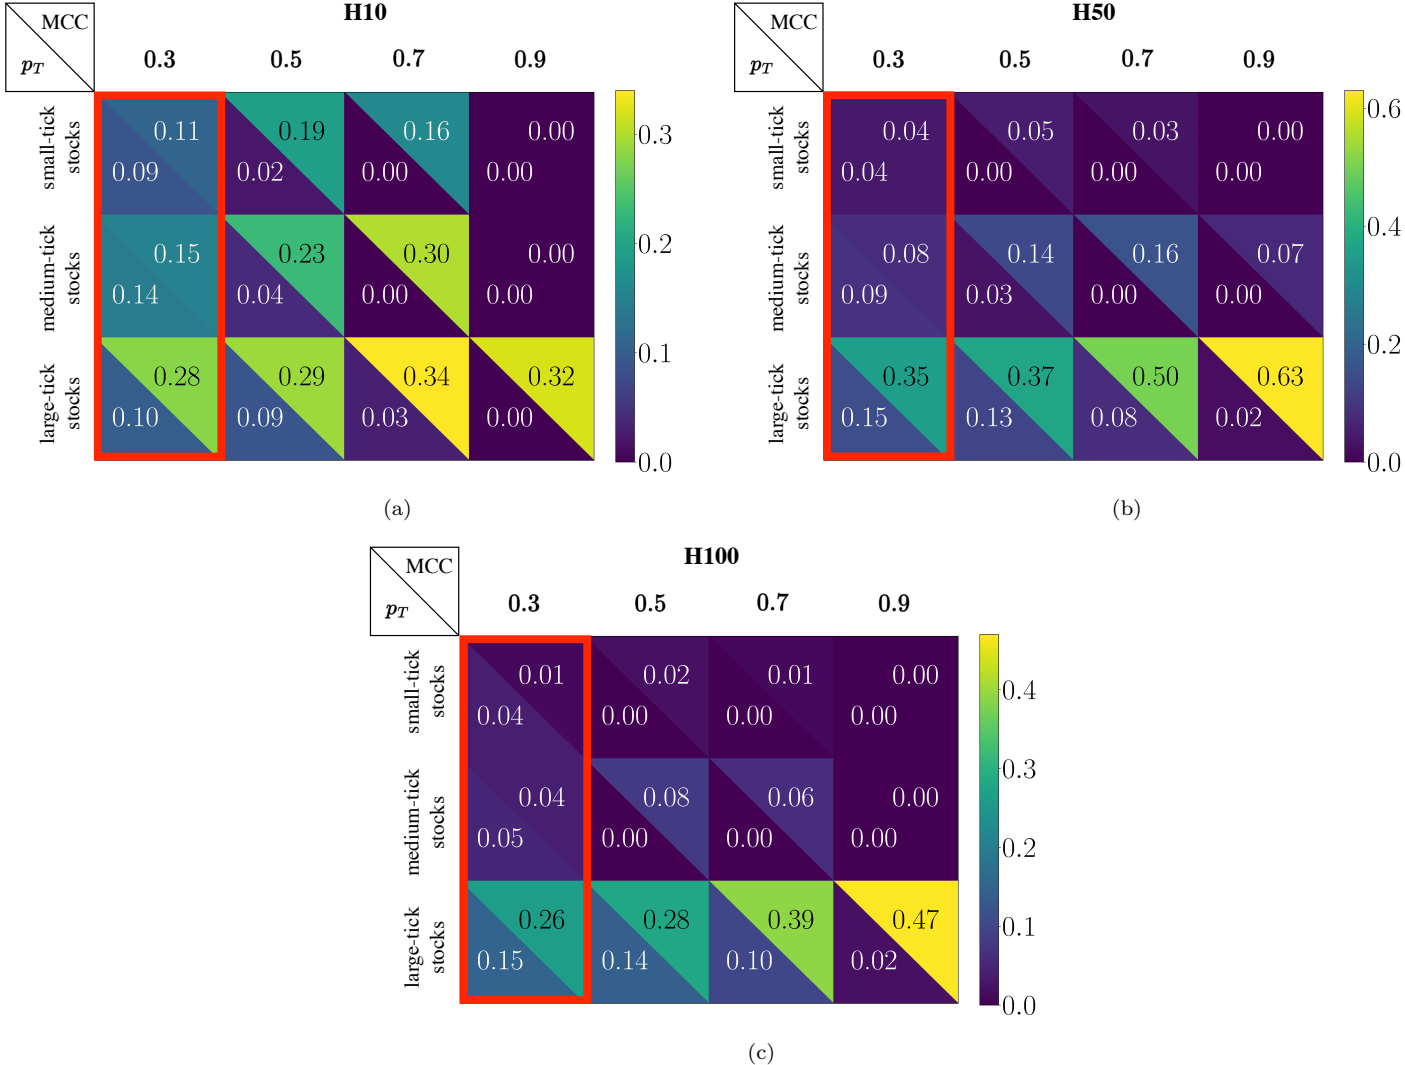 H10
MCC
p_T
0.3 0.5 0.7 0.9
small-tick
stocks
0.11 0.19 0.16 0.00
0.09 0.02 0.00 0.00
medium-tick
stocks
0.15 0.23 0.30 0.00
0.14 0.04 0.00 0.00
large-tick
stocks
0.28 0.29 0.34 0.32
0.10 0.09 0.03 0.00
0.3
0.2
0.1
0.0
(a)
H50
MCC
p_T
0.3 0.5 0.7 0.9
small-tick
stocks
0.04 0.05 0.03 0.00
0.04 0.00 0.00 0.00
medium-tick
stocks
0.08 0.14 0.16 0.07
0.09 0.03 0.00 0.00
large-tick
stocks
0.35 0.37 0.50 0.63
0.15 0.13 0.08 0.02
0.6
0.4
0.2
0.0
(b)
H100
MCC
p_T
0.3 0.5 0.7 0.9
small-tick
stocks
0.01 0.02 0.01 0.00
0.04 0.00 0.00 0.00
medium-tick
stocks
0.04 0.08 0.06 0.00
0.05 0.00 0.00 0.00
large-tick
stocks
0.26 0.28 0.39 0.47
0.15 0.14 0.10 0.02
0.4
0.3
0.2
0.1
0.0
(c)